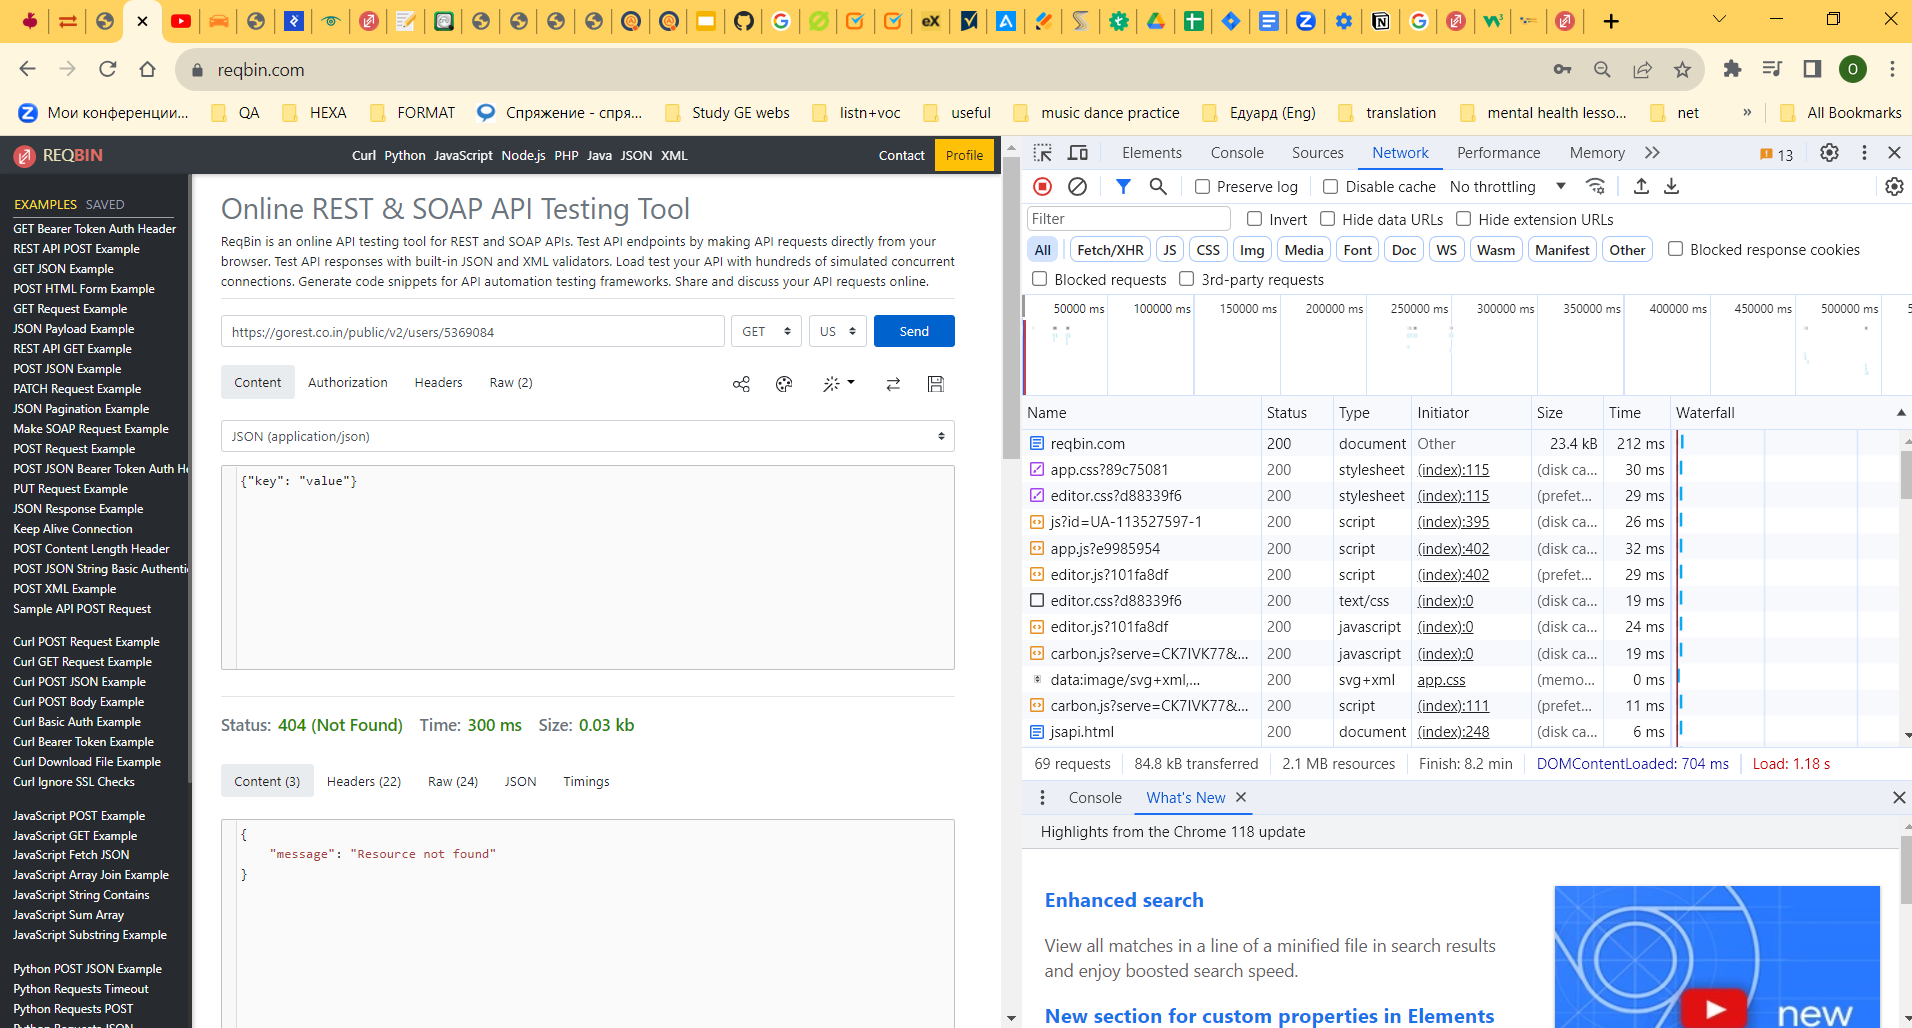 reqbin.com
O
Мои конференции...
QA
HEXA
FORMAT
Спряжение - спря...
Study GE webs
listn+voc
useful
music dance practice
Едуард (Eng)
translation
mental health lesso...
net
»
All Bookmarks
REQBIN
Curl Python JavaScript Node.js PHP Java JSON XML
Contact
Profile
EXAMPLES SAVED
GET Bearer Token Auth Header
REST API POST Example
GET JSON Example
POST HTML Form Example
GET Request Example
JSON Payload Example
REST API GET Example
POST JSON Example
PATCH Request Example
JSON Pagination Example
Make SOAP Request Example
POST Request Example
POST JSON Bearer Token Auth He
PUT Request Example
JSON Response Example
Keep Alive Connection
POST Content Length Header
POST JSON String Basic Authenti
POST XML Example
Sample API POST Request
Curl POST Request Example
Curl GET Request Example
Curl POST JSON Example
Curl POST Body Example
Curl Basic Auth Example
Curl Bearer Token Example
Curl Download File Example
Curl Ignore SSL Checks
JavaScript POST Example
JavaScript GET Example
JavaScript Fetch JSON
JavaScript Array Join Example
JavaScript String Contains
JavaScript Sum Array
JavaScript Substring Example
Python POST JSON Example
Python Requests Timeout
Python Requests POST
Python Requests JSON
Online REST & SOAP API Testing Tool
ReqBin is an online API testing tool for REST and SOAP APIs. Test API endpoints by making API requests directly from your
browser. Test API responses with built-in JSON and XML validators. Load test your API with hundreds of simulated concurrent
connections. Generate code snippets for API automation testing frameworks. Share and discuss your API requests online.
https://gorest.co.in/public/v2/users/5369084
GET
US
Send
Content
Authorization
Headers
Raw (2)
JSON (application/json)
{"key": "value"}
Status: 404 (Not Found) Time: 300 ms Size: 0.03 kb
Content (3)
Headers (22)
Raw (24)
JSON
Timings
{
"message": "Resource not found"
}
Elements
Console
Sources
Network
Performance
Memory
13
Preserve log
Disable cache
No throttling
Filter
Invert
Hide data URLs
Hide extension URLs
All
Fetch/XHR
JS
CSS
Img
Media
Font
Doc
WS
Wasm
Manifest
Other
Blocked response cookies
Blocked requests
3rd-party requests
50000 ms 100000 ms 150000 ms 200000 ms 250000 ms 300000 ms 350000 ms 400000 ms 450000 ms 500000 ms 5
Name Status Type Initiator Size Time Waterfall
reqbin.com 200 document Other 23.4 kB 212 ms
app.css?89c75081 200 stylesheet (index):115 (disk ca... 30 ms
editor.css?d88339f6 200 stylesheet (index):115 (prefet... 29 ms
js?id=UA-113527597-1 200 script (index):395 (disk ca... 26 ms
app.js?e9985954 200 script (index):402 (disk ca... 32 ms
editor.js?101fa8df 200 script (index):402 (prefet... 29 ms
editor.css?d88339f6 200 text/css (index):0 (disk ca... 19 ms
editor.js?101fa8df 200 javascript (index):0 (disk ca... 24 ms
carbon.js?serve=CK7IVK77&... 200 javascript (index):0 (disk ca... 19 ms
data:image/svg+xml,... 200 svg+xml app.css (memo... 0 ms
carbon.js?serve=CK7IVK77&... 200 script (index):111 (prefet... 11 ms
jsapi.html 200 document (index):248 (disk ca... 6 ms
69 requests 84.8 kB transferred 2.1 MB resources Finish: 8.2 min DOMContentLoaded: 704 ms Load: 1.18 s
Console
What's New
Highlights from the Chrome 118 update
Enhanced search
View all matches in a line of a minified file in search results
and enjoy boosted search speed.
New section for custom properties in Elements
new